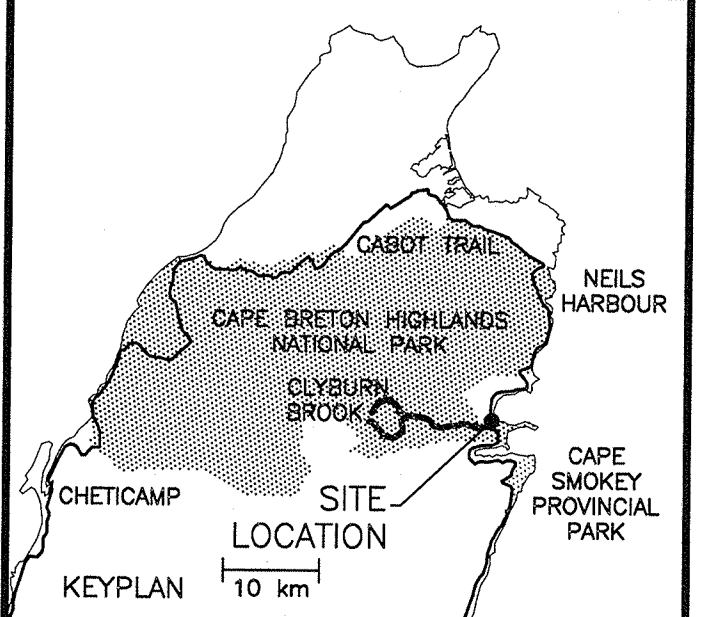 CABOT TRAIL
NEILS
HARBOUR
CAPE BRETON HIGHLANDS
NATIONAL PARK
CLYBURN
BROOK
CAPE
SMOKEY
PROVINCIAL
PARK
CHETICAMP
SITE
LOCATION
KEYPLAN
10 km